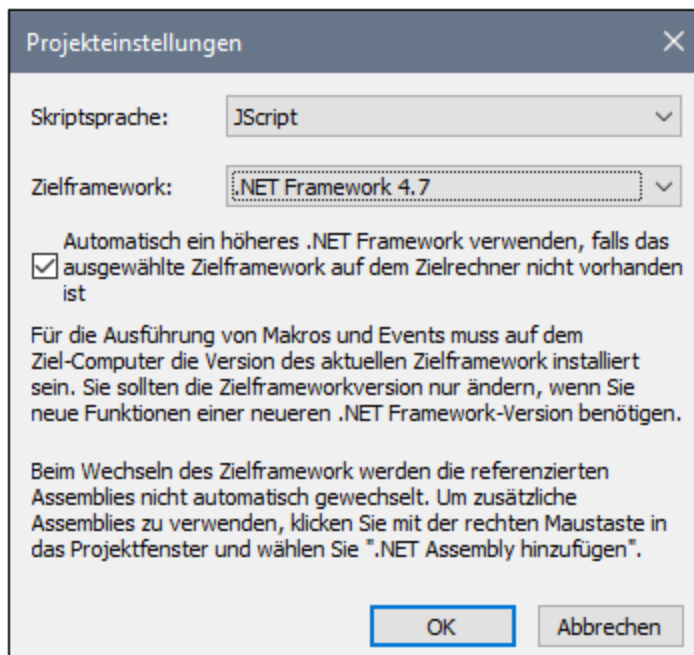 Projekteinstellungen
Skriptsprache: JScript
Zielframework: .NET Framework 4.7
Automatisch ein höheres .NET Framework verwenden, falls das
ausgewählte Zielframework auf dem Zielrechner nicht vorhanden
ist
Für die Ausführung von Makros und Events muss auf dem
Ziel-Computer die Version des aktuellen Zielframework installiert
sein. Sie sollten die Zielframeworkversion nur ändern, wenn Sie
neue Funktionen einer neueren .NET Framework-Version benötigen.
Beim Wechseln des Zielframework werden die referenzierten
Assemblies nicht automatisch gewechselt. Um zusätzliche
Assemblies zu verwenden, klicken Sie mit der rechten Maustaste in
das Projektfenster und wählen Sie ".NET Assembly hinzufügen".
OK Abbrechen